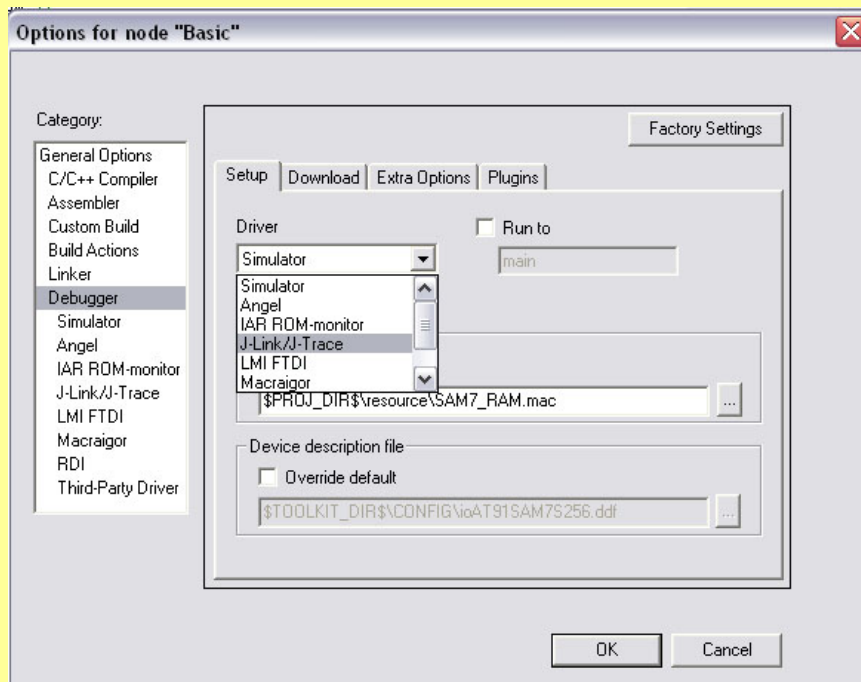 Options for node "Basic"
Category:
General Options
C/C++ Compiler
Assembler
Custom Build
Build Actions
Linker
Debugger
Simulator
Angel
IAR ROM-monitor
J-Link/J-Trace
LMI FTDI
Macraigor
RDI
Third-Party Driver
Factory Settings
Setup Download Extra Options Plugins
Driver
Run to
Simulator
main
Simulator
Angel
IAR ROM-monitor
J-Link/J-Trace
LMI FTDI
Macraigor
$PROJ_DIR$\resource\SAM7_RAM.mac
...
Device description file
Override default
$TOOLKIT_DIR$\CONFIG\ioAT91SAM7S256.ddf
...
OK Cancel